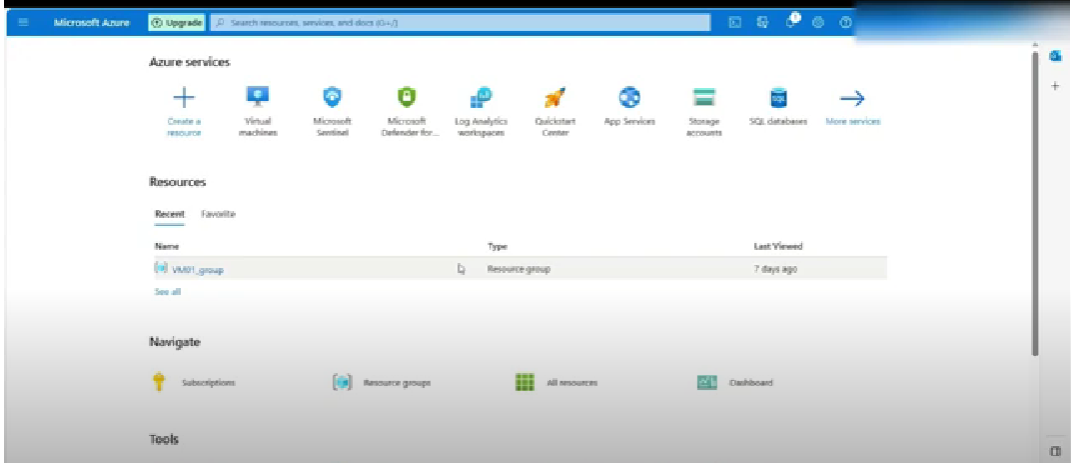 Microsoft Azure
Upgrade
Search resources, services, and docs (G+/)
1
Azure services
Create a resource
Virtual machines
Microsoft Sentinel
Microsoft Defender for...
Log Analytics workspaces
Quickstart Center
App Services
Storage accounts
SQL databases
More services
Resources
Recent Favorite
Name Type Last Viewed
VM01_group Resource group 7 days ago
See all
Navigate
Subscriptions Resource groups All resources Dashboard
Tools